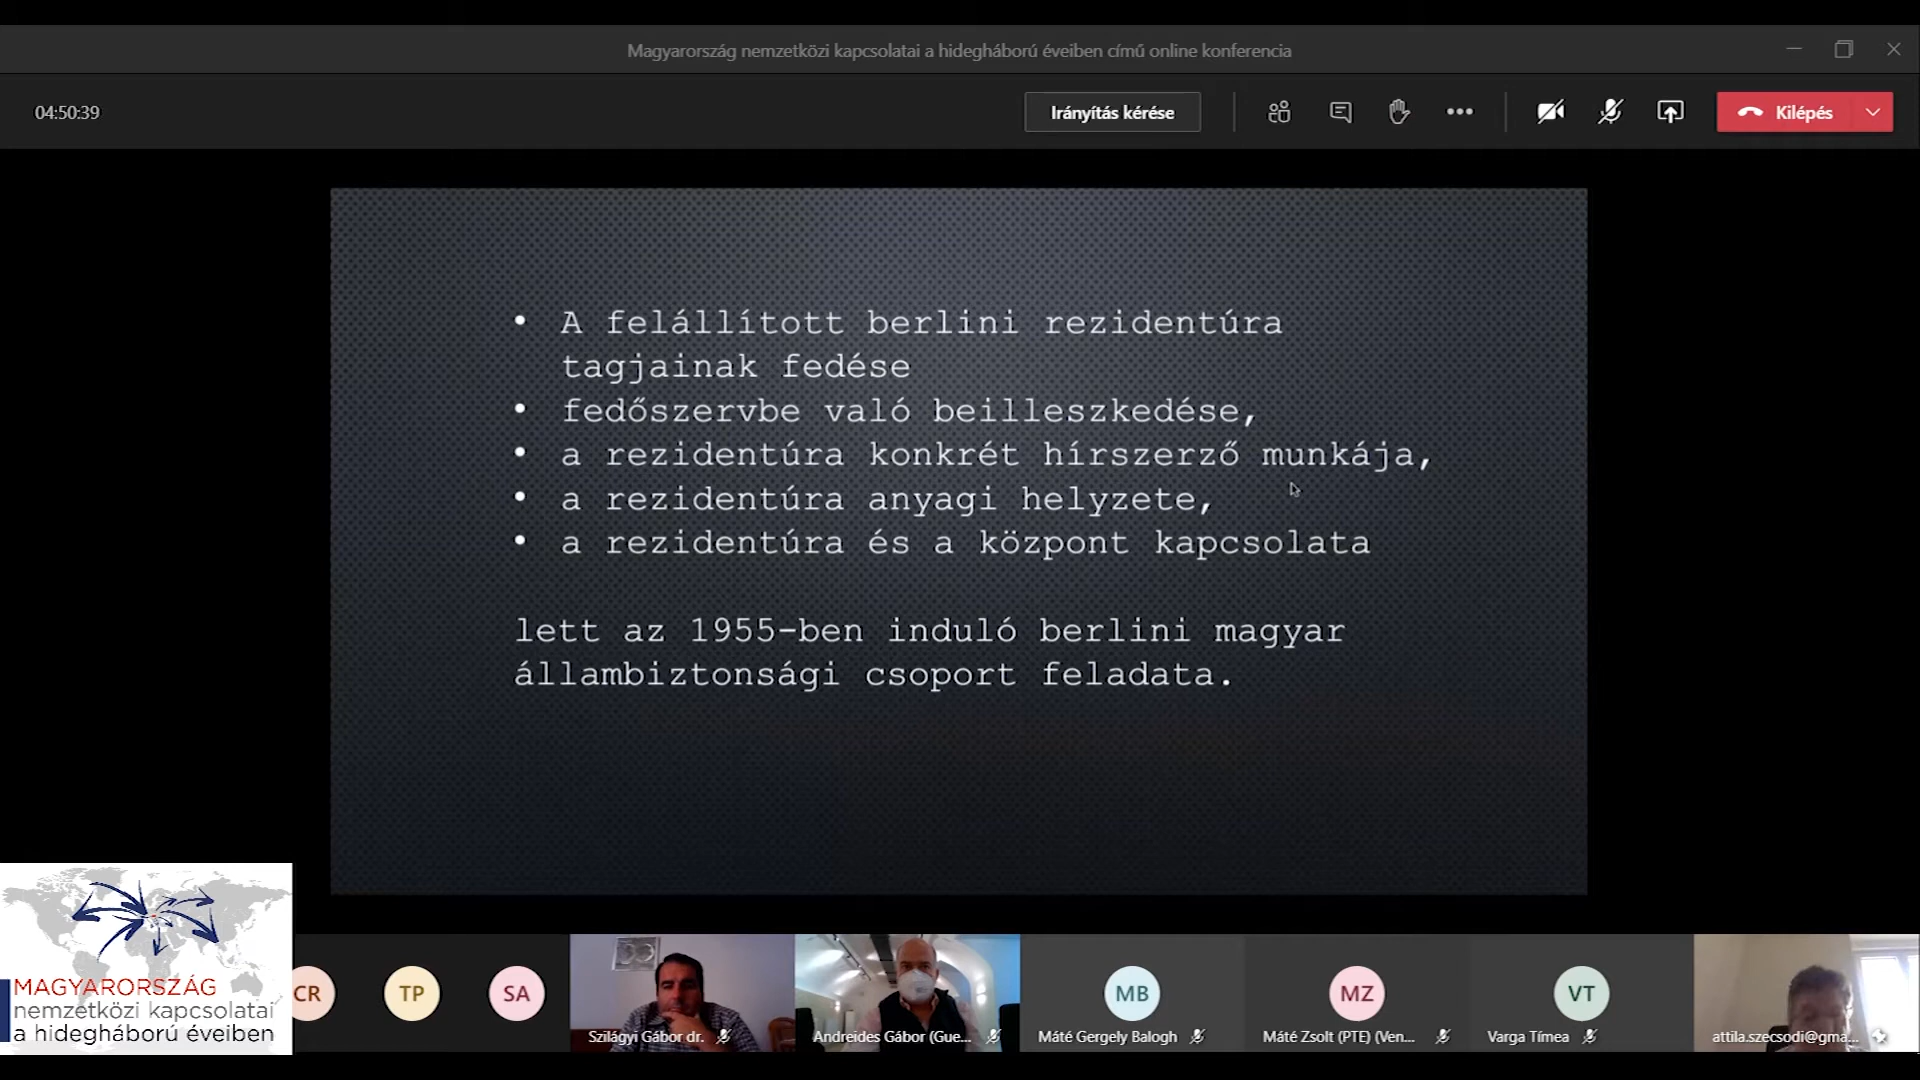 Magyarország nemzetközi kapcsolatai a hidegháború éveiben című online konferencia
04:50:39
Irányítás kérése
Kilépés
• A felállított berlini rezidentúra
tagjainak fedése
• fedőszervbe való beilleszkedése,
• a rezidentúra konkrét hírszerző munkája,
• a rezidentúra anyagi helyzete,
• a rezidentúra és a központ kapcsolata
lett az 1955-ben induló berlini magyar
állambiztonsági csoport feladata.
MAGYARORSZÁG
nemzetközi kapcsolatai
a hidegháború éveiben
CR
TP
SA
Szilágyi Gábor dr.
Andreides Gábor (Gue...
MB
Máté Gergely Balogh
MZ
Máté Zsolt (PTE) (Ven...
VT
Varga Tímea
attila.szecsodi@gma...